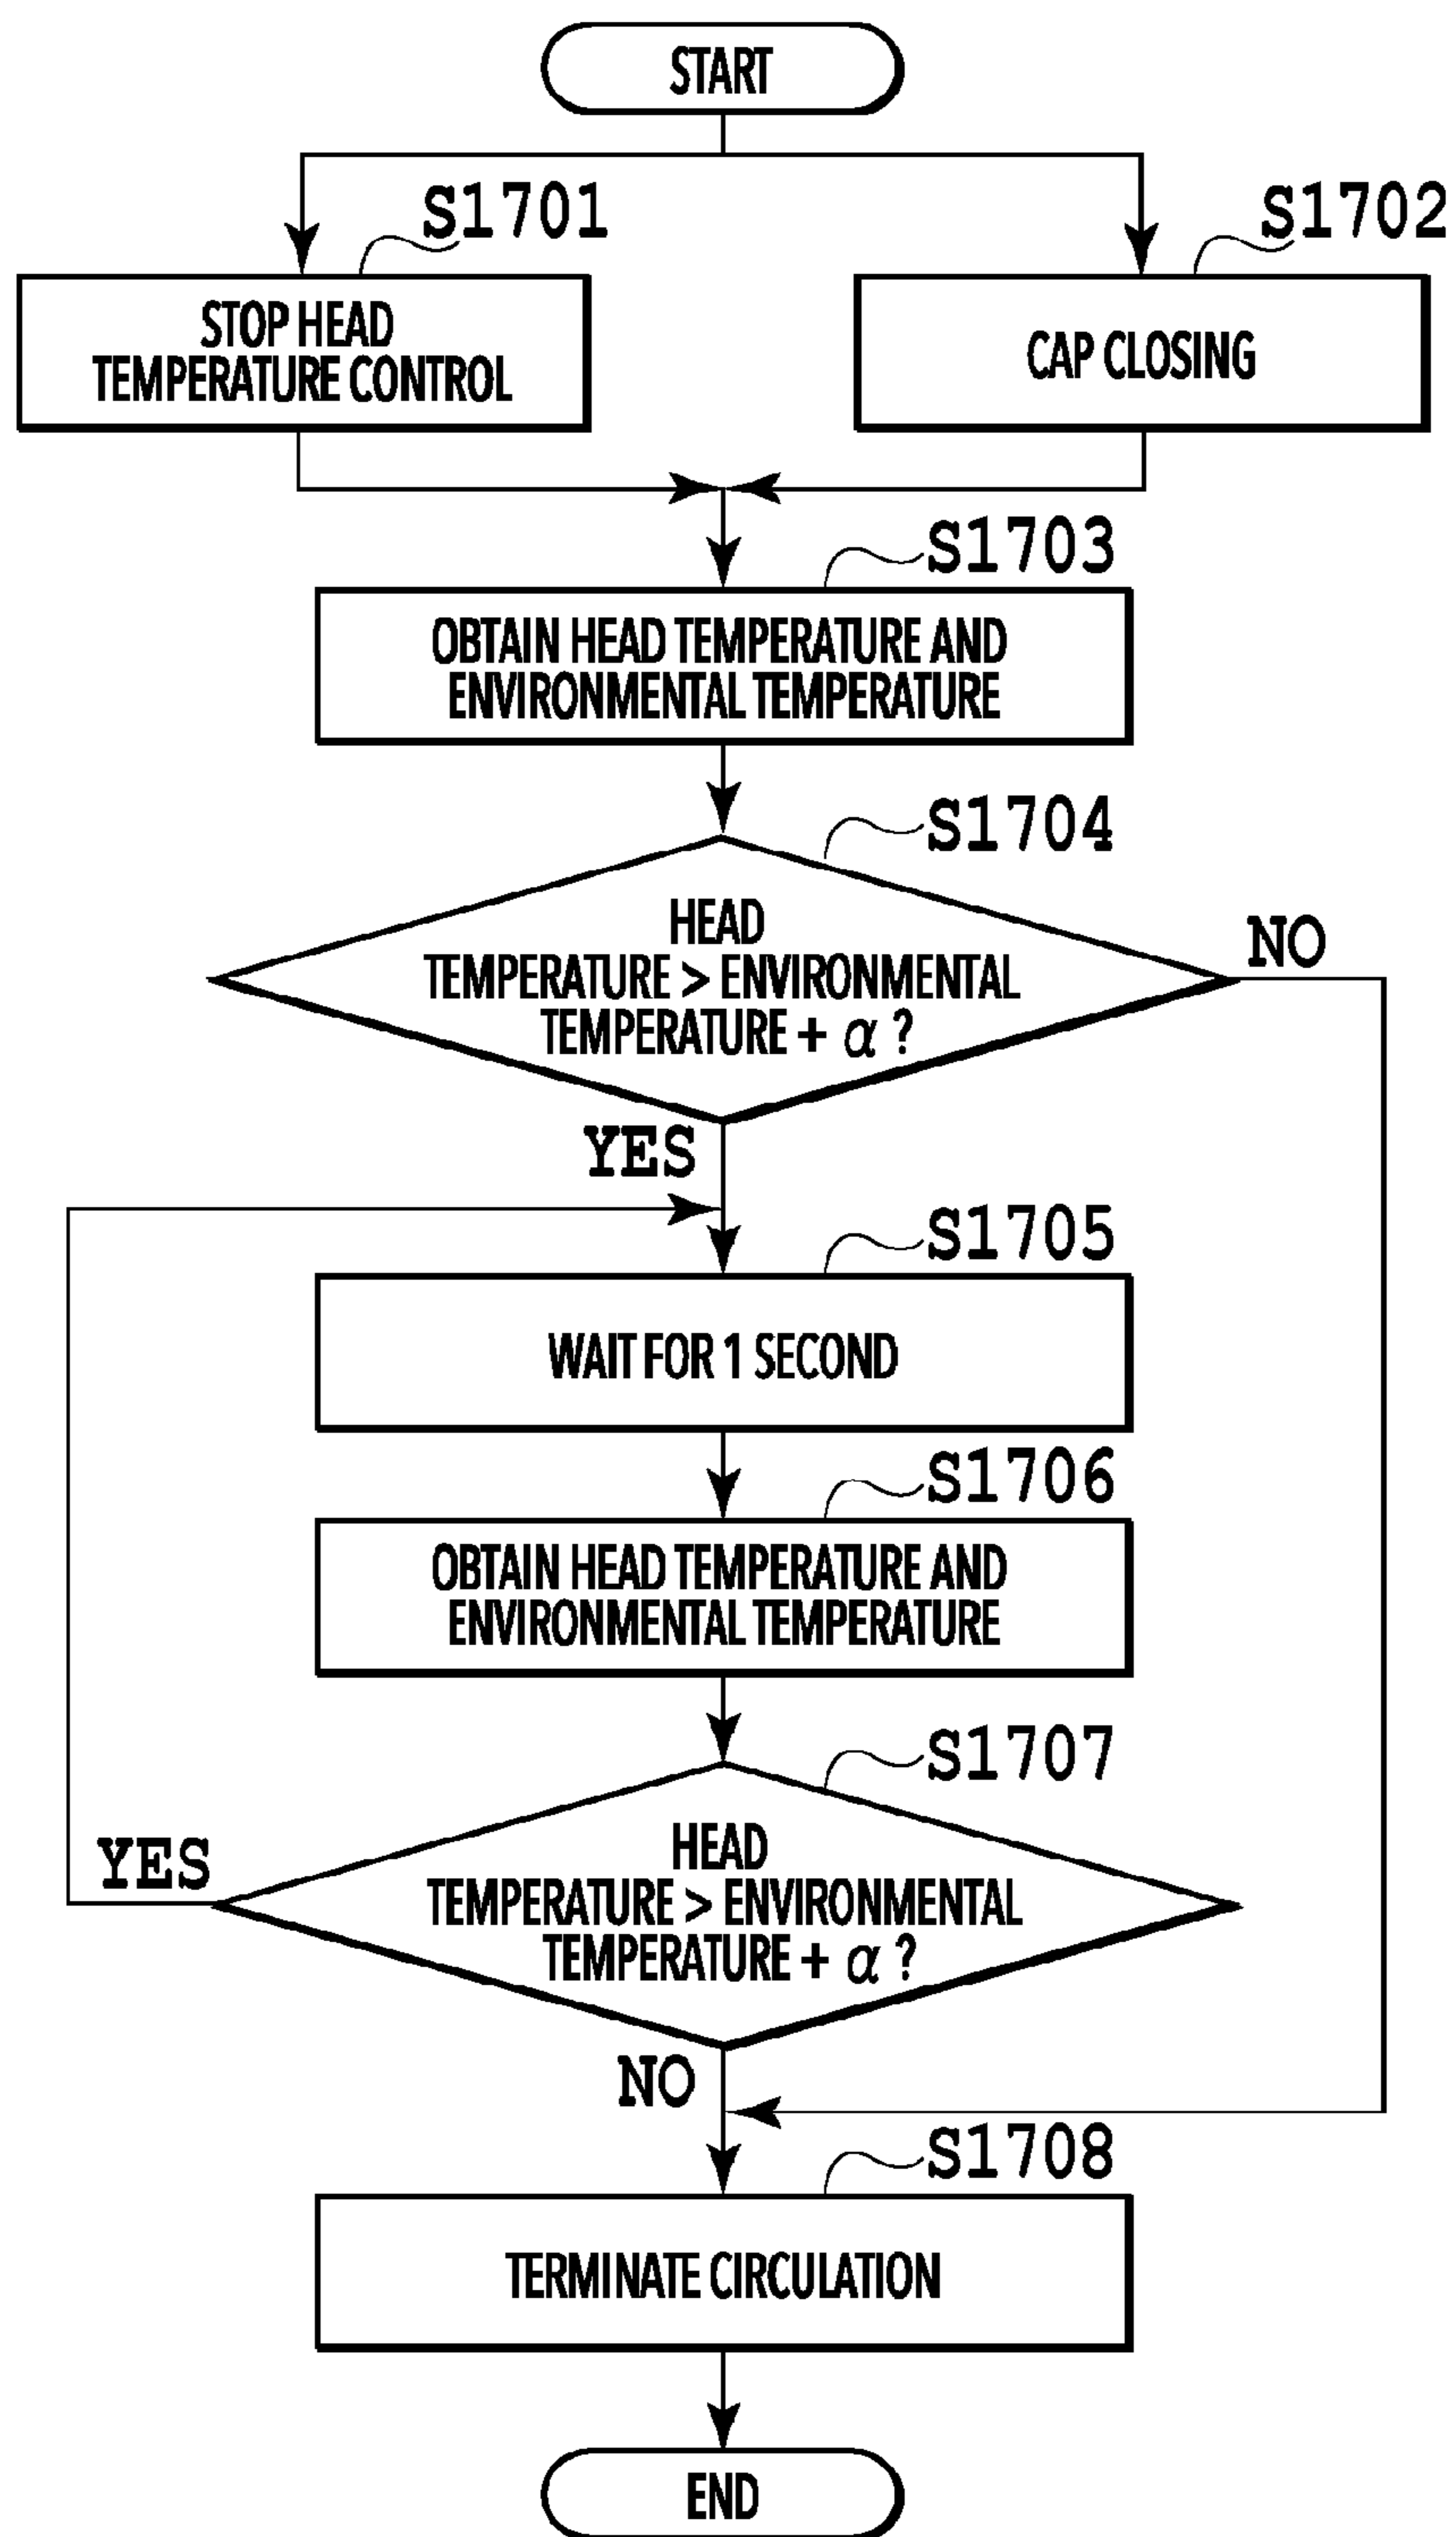 START
S1701
S1702
STOP HEAD
TEMPERATURE CONTROL
CAP CLOSING
S1703
OBTAIN HEAD TEMPERATURE AND
ENVIRONMENTAL TEMPERATURE
S1704
HEAD
TEMPERATURE > ENVIRONMENTAL
TEMPERATURE + α ?
NO
YES
S1705
WAIT FOR 1 SECOND
S1706
OBTAIN HEAD TEMPERATURE AND
ENVIRONMENTAL TEMPERATURE
S1707
HEAD
TEMPERATURE > ENVIRONMENTAL
TEMPERATURE + α ?
YES
NO
S1708
TERMINATE CIRCULATION
END